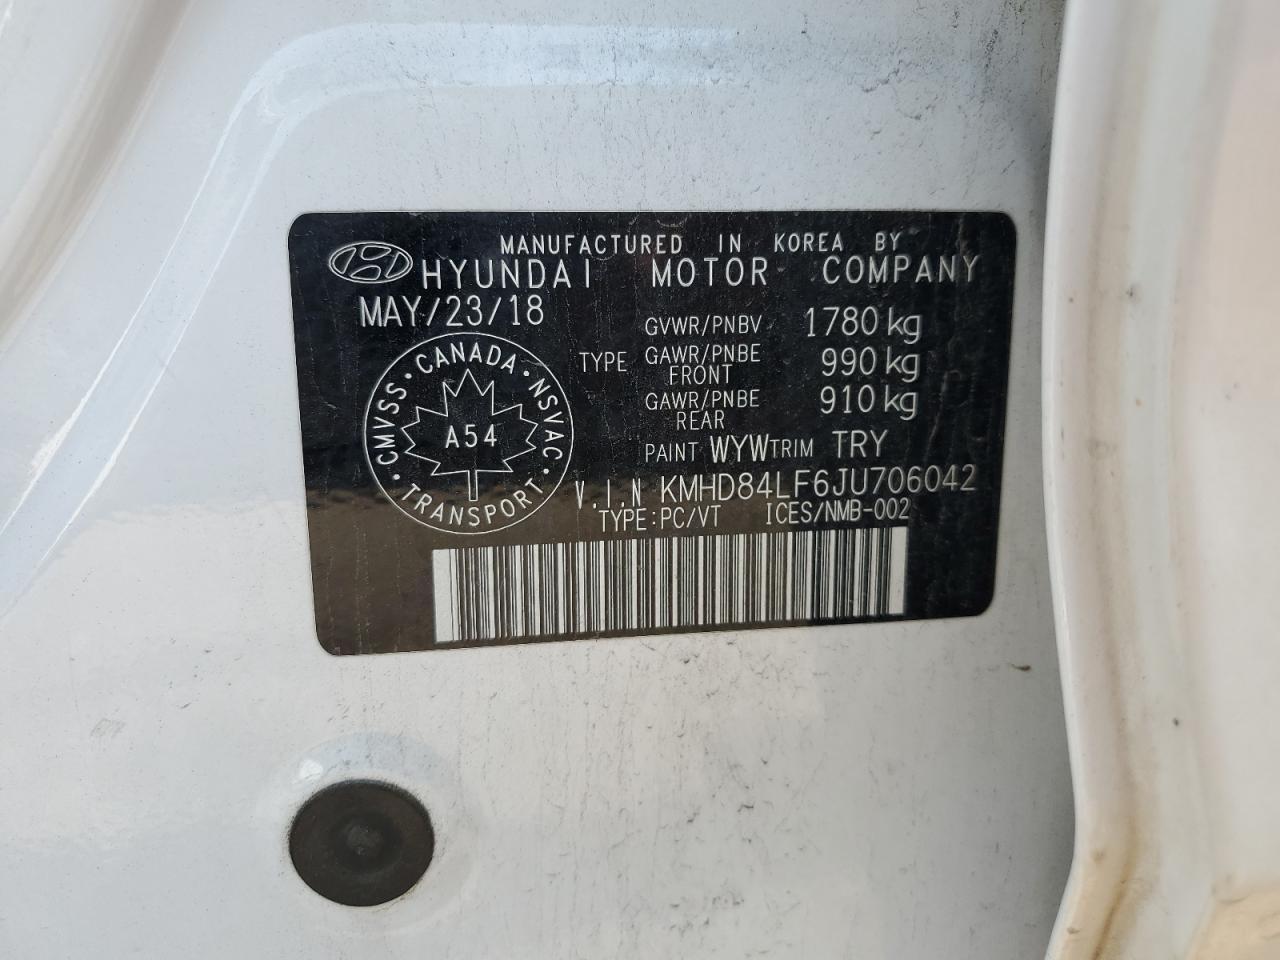 MANUFACTURED IN KOREA BY
HYUNDAI MOTOR COMPANY
MAY/23/18
GVWR/PNBV 1780 kg
TYPE GAWR/PNBE FRONT 990 kg
GAWR/PNBE REAR 910 kg
PAINT WYW TRIM TRY
V.I.N KMHD84LF6JU706042
TYPE:PC/VT ICES/NMB-002
CMVSS · CANADA · NSVAC · TRANSPORT ·
A54